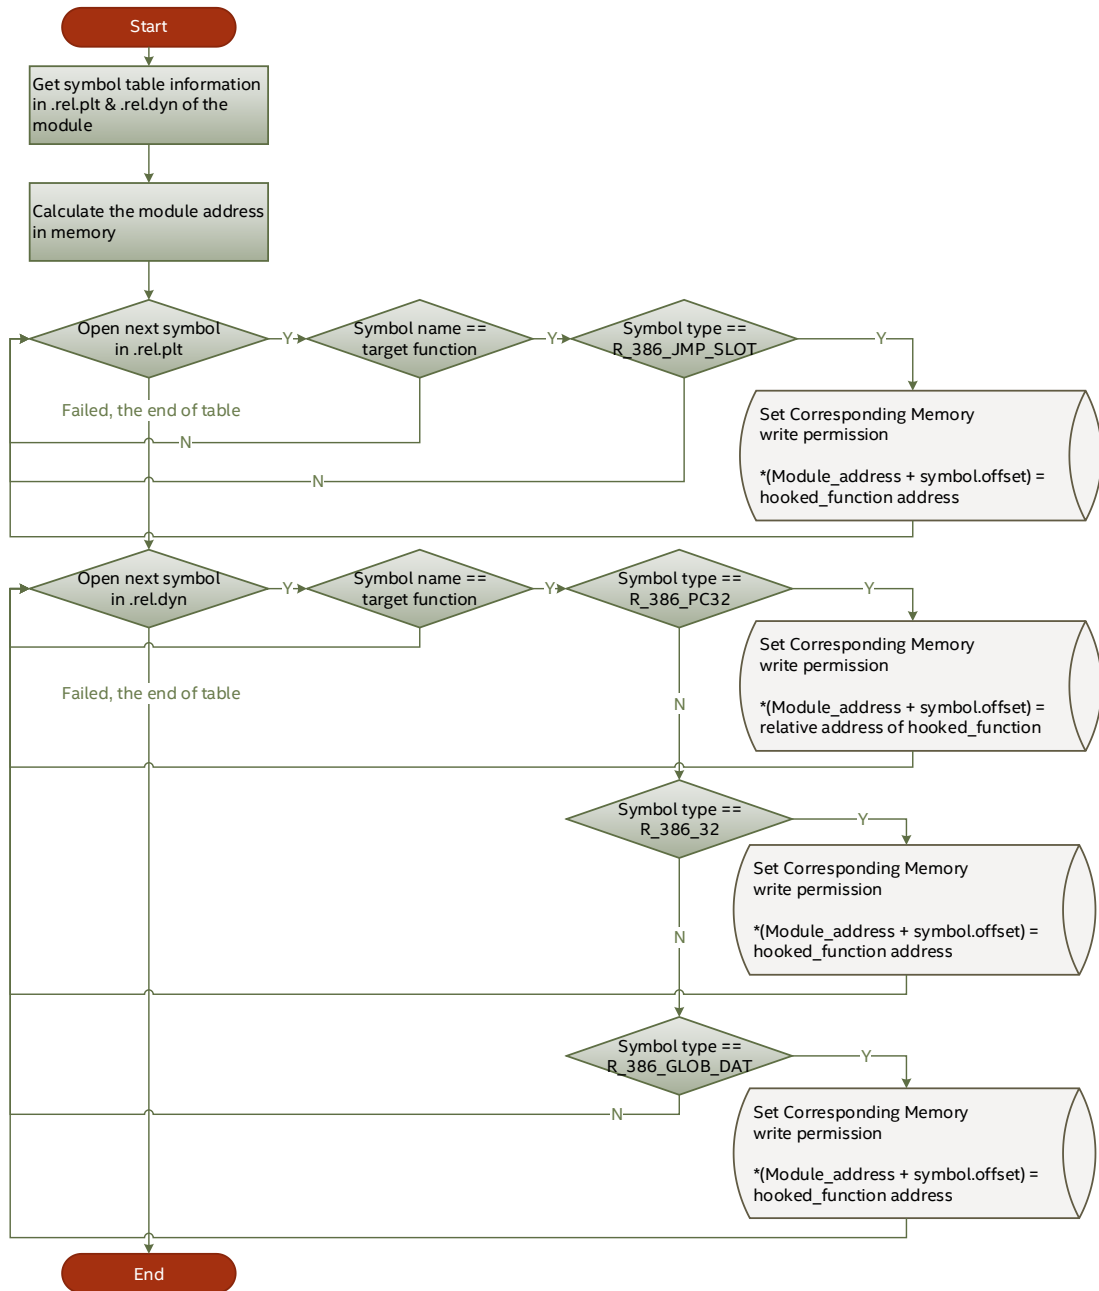 Start
Get symbol table information
in .rel.plt & .rel.dyn of the
module
Calculate the module address
in memory
Open next symbol
in .rel.plt
Y
Symbol name ==
target function
Y
Symbol type ==
R_386_JMP_SLOT
Y
Failed, the end of table
N
N
Set Corresponding Memory
write permission
*(Module_address + symbol.offset) =
hooked_function address
Open next symbol
in .rel.dyn
Y
Symbol name ==
target function
Y
Symbol type ==
R_386_PC32
Y
Failed, the end of table
N
Set Corresponding Memory
write permission
*(Module_address + symbol.offset) =
relative address of hooked_function
Symbol type ==
R_386_32
Y
N
Set Corresponding Memory
write permission
*(Module_address + symbol.offset) =
hooked_function address
Symbol type ==
R_386_GLOB_DAT
Y
N
Set Corresponding Memory
write permission
*(Module_address + symbol.offset) =
hooked_function address
End